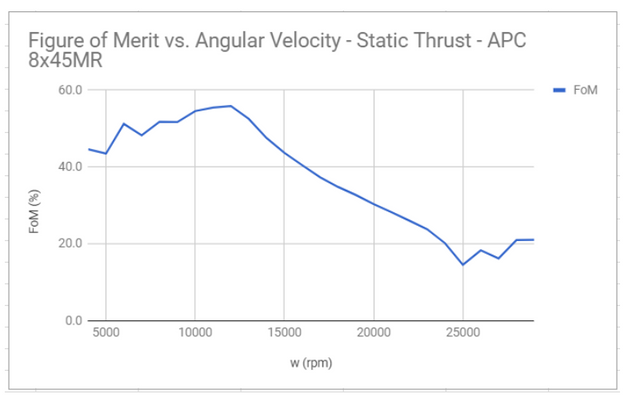 Figure of Merit vs. Angular Velocity - Static Thrust - APC
8x45MR
FoM
60.0
40.0
20.0
0.0
FoM (%)
5000 10000 15000 20000 25000
w (rpm)